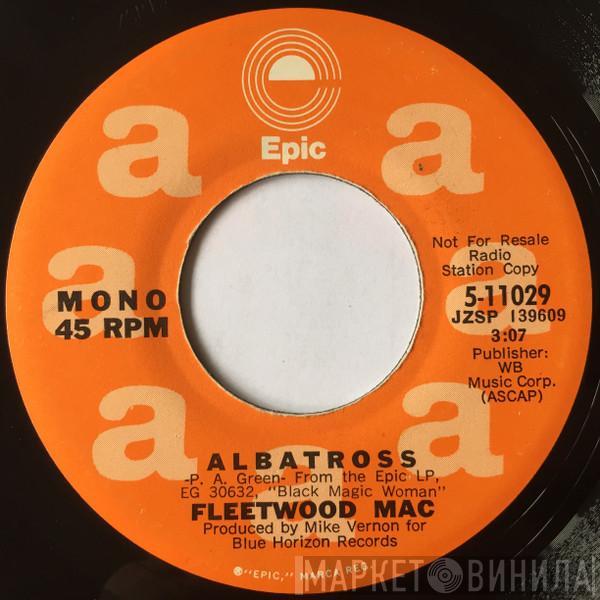 Epic
a a
a a
a a
a
Not For Resale
Radio
Station Copy
MONO
45 RPM
5-11029
JZSP 139609
3:07
Publisher:
WB
Music Corp.
(ASCAP)
ALBATROSS
-P. A. Green- From the Epic LP,
EG 30632, "Black Magic Woman"
FLEETWOOD MAC
Produced by Mike Vernon for
Blue Horizon Records
®"EPIC," MARCA REG.
МАРКЕТ ВИНИЛА